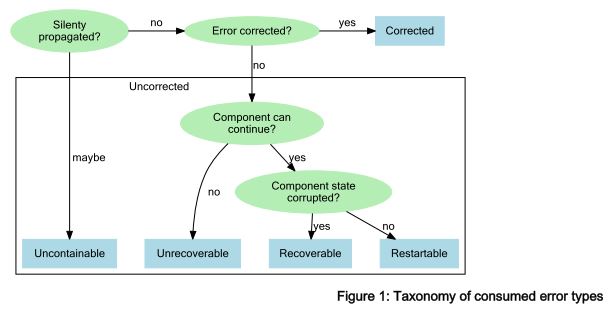 Silenty
propagated?
no
Error corrected?
yes
Corrected
no
Uncorrected
Component can
continue?
maybe
yes
no
Component state
corrupted?
yes
no
Uncontainable
Unrecoverable
Recoverable
Restartable
Figure 1: Taxonomy of consumed error types